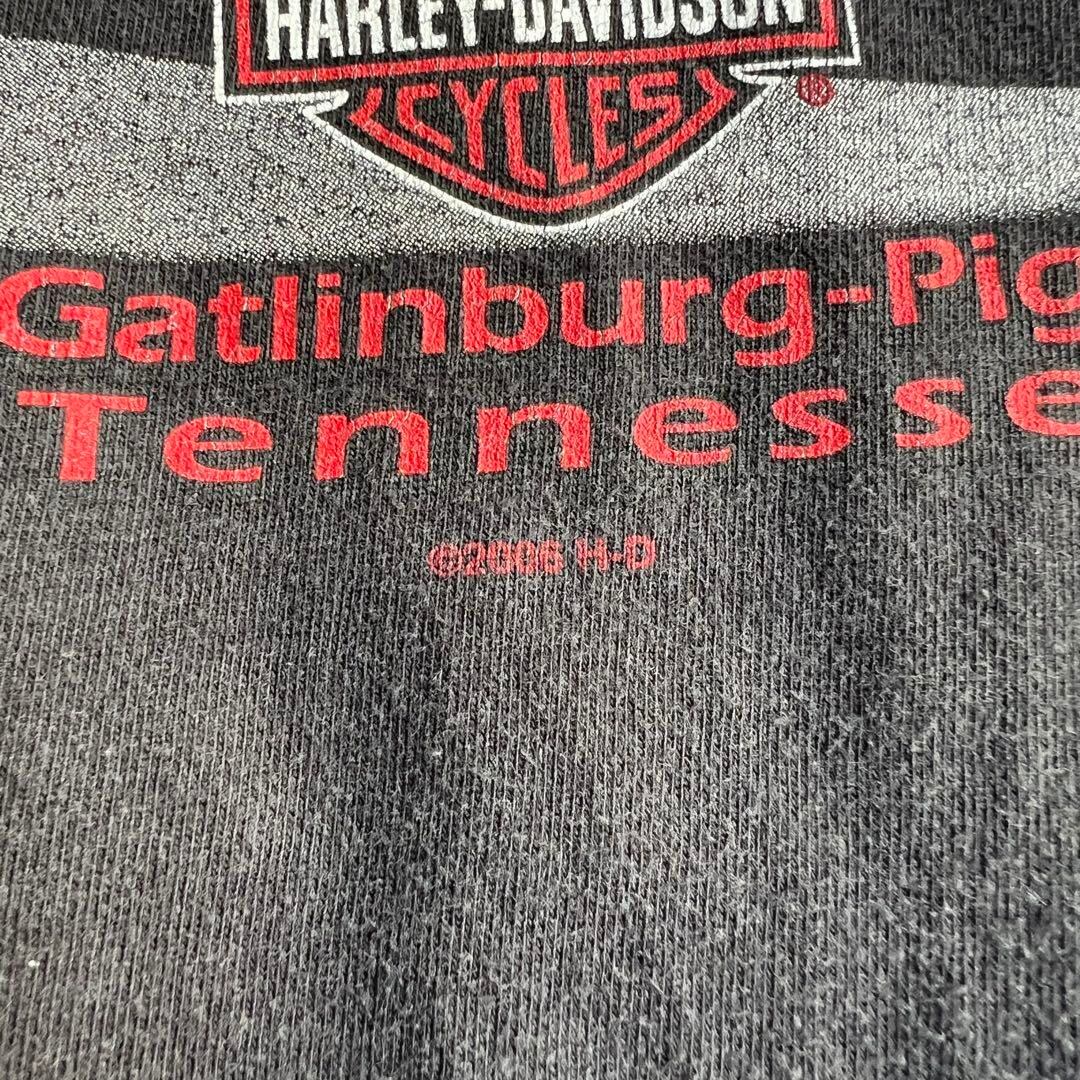 HARLEY-DAVIDSON
CYCLES
®
Gatlinburg-Pig
Tennesse
©2006 H-D